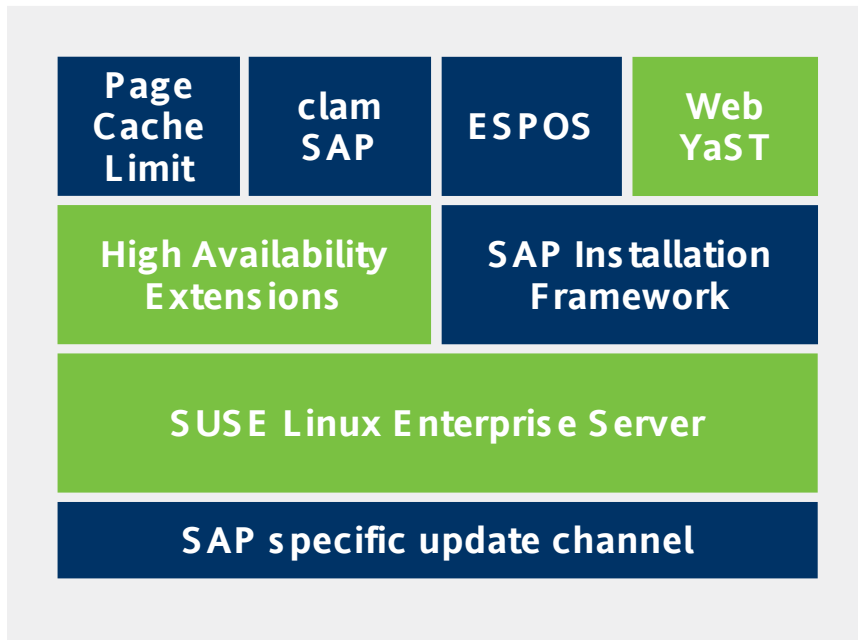 Page
Cache
Limit
clam
SAP
ESPOS
Web
YaST
High Availability
Extensions
SAP Installation
Framework
SUSE Linux Enterprise Server
SAP specific update channel